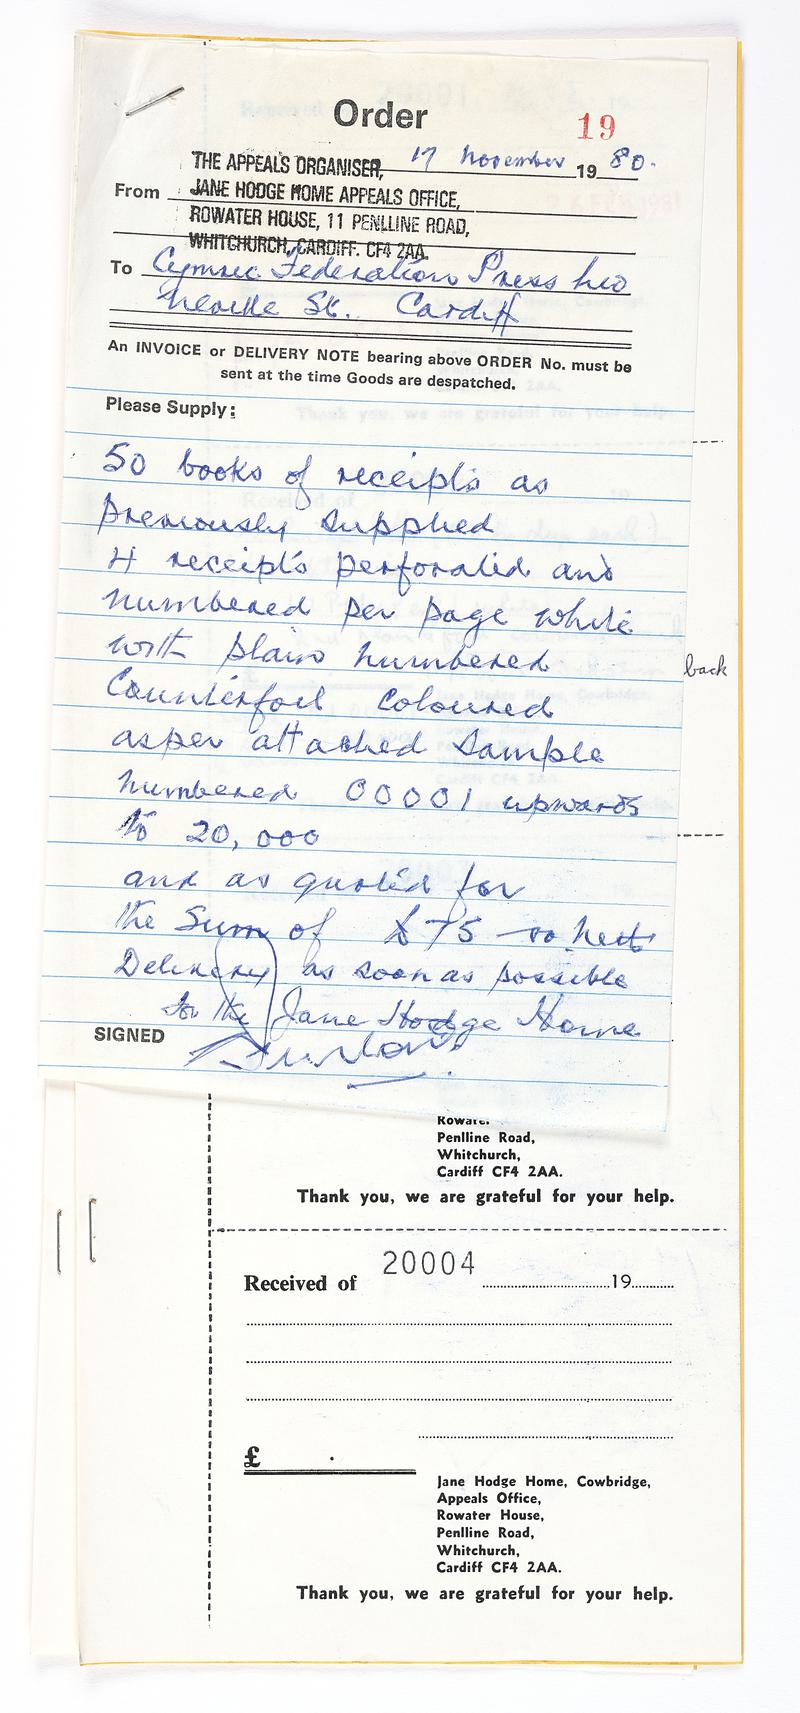 Order
19
17 November 1980.
From THE APPEALS ORGANISER,
JANE HODGE HOME APPEALS OFFICE,
ROWATER HOUSE, 11 PENLLINE ROAD,
WHITCHURCH, CARDIFF. CF4 2AA.
To Cymric Federation Press
Neville St. Cardiff
An INVOICE or DELIVERY NOTE bearing above ORDER No. must be
sent at the time Goods are despatched.
Please Supply:
50 books of receipts as
previously supplied
4 receipts perforated and
numbered per page white
with plain numbered
back
Counterfoil coloured
as per attached sample
numbered 00001 upwards
to 20,000
and as quoted for
the sum of £75
Delivery as soon as possible
to the Jane Hodge Home
SIGNED
Penlline Road,
Whitchurch,
Cardiff CF4 2AA.
Thank you, we are grateful for your help.
20004
Received of 19
£ .
Jane Hodge Home, Cowbridge,
Appeals Office,
Rowater House,
Penlline Road,
Whitchurch,
Cardiff CF4 2AA.
Thank you, we are grateful for your help.